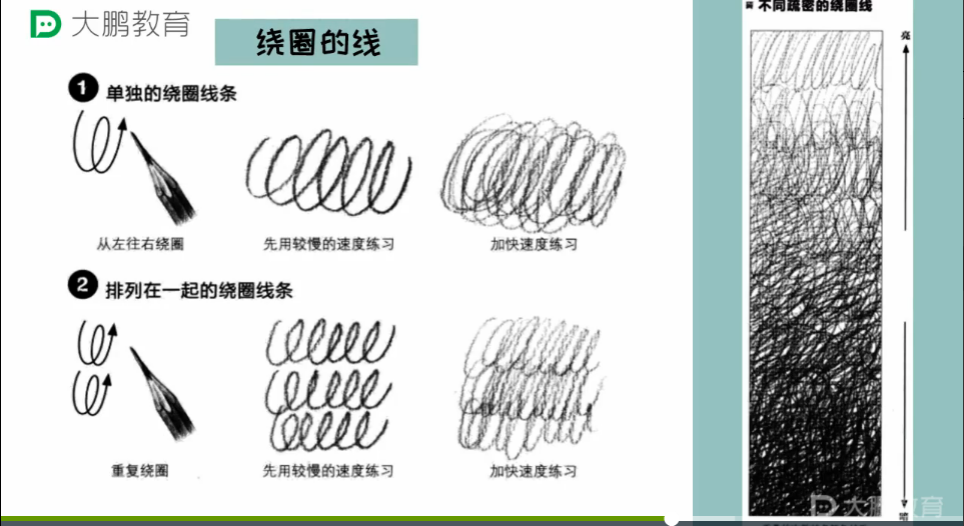 大鹏教育
绕圈的线
1 单独的绕圈线条
从左往右绕圈
先用较慢的速度练习
加快速度练习
2 排列在一起的绕圈线条
重复绕圈
先用较慢的速度练习
加快速度练习
不同疏密的绕圈线
亮
暗
大鹏教育